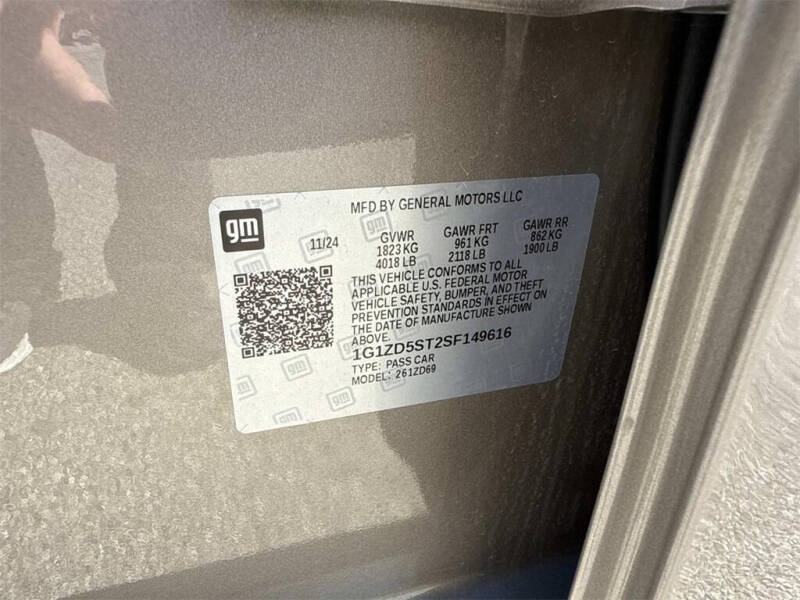 gm
MFD BY GENERAL MOTORS LLC
11/24 GVWR GAWR FRT GAWR RR
1823 KG 961 KG 862 KG
4018 LB 2118 LB 1900 LB
THIS VEHICLE CONFORMS TO ALL
APPLICABLE U.S. FEDERAL MOTOR
VEHICLE SAFETY, BUMPER, AND THEFT
PREVENTION STANDARDS IN EFFECT ON
THE DATE OF MANUFACTURE SHOWN
ABOVE.
1G1ZD5ST2SF149616
TYPE: PASS CAR
MODEL: 261ZD69